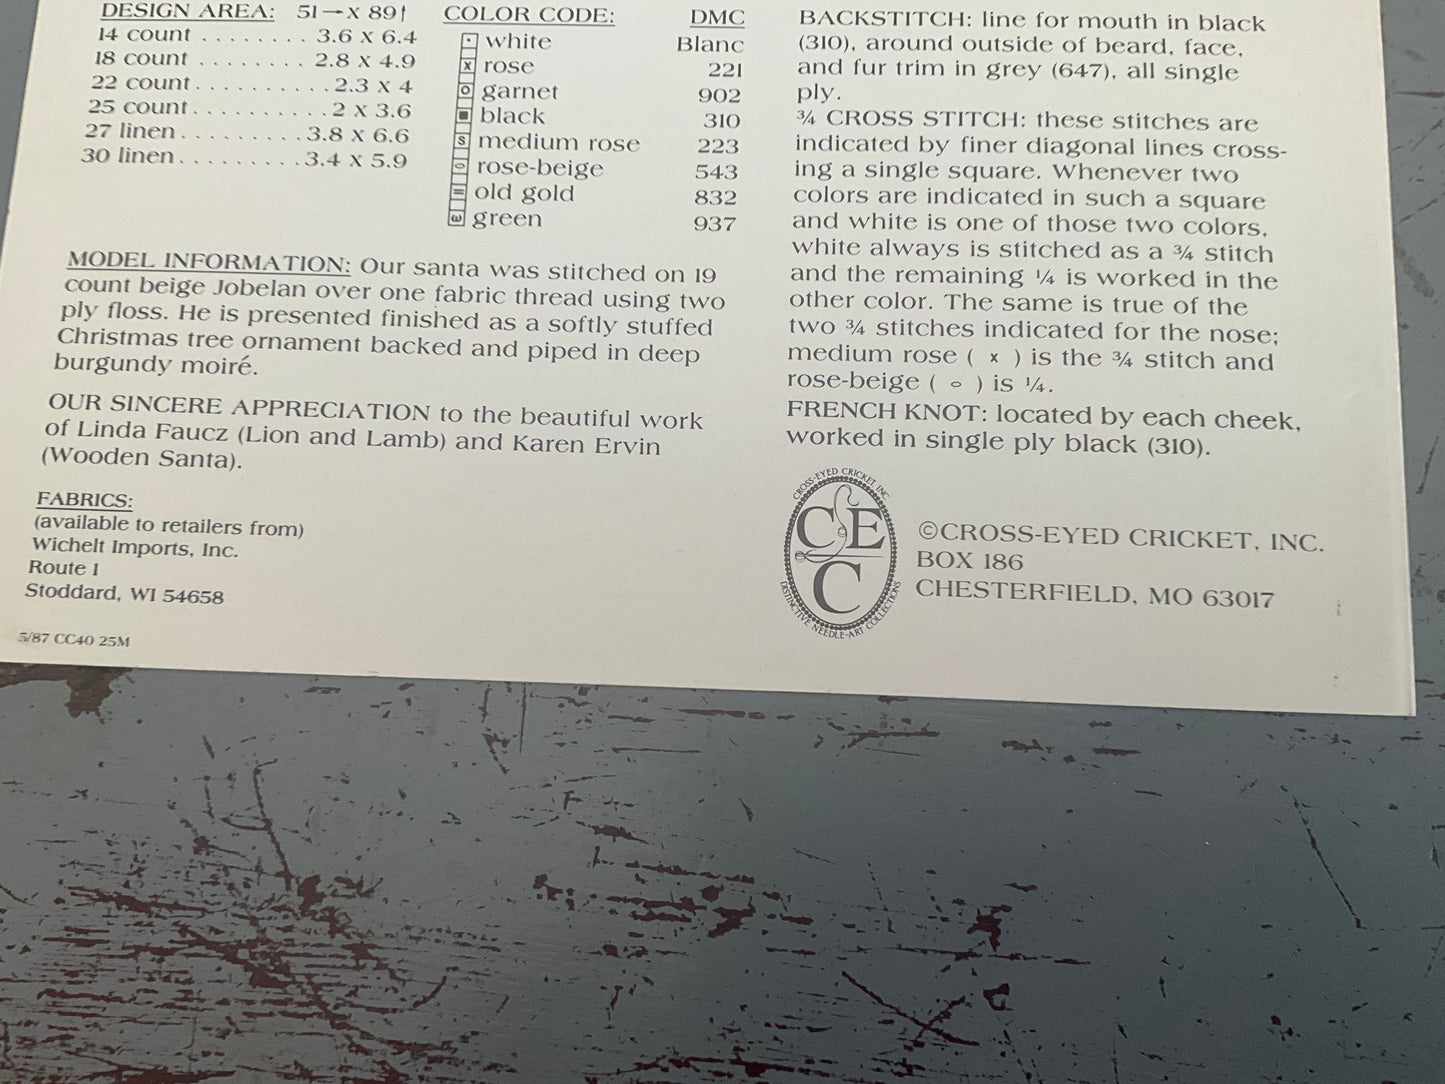 DESIGN AREA: 51→ x 89↑
14 count . . . . . . . . 3.6 x 6.4
18 count . . . . . . . . 2.8 x 4.9
22 count . . . . . . . . . . 2.3 x 4
25 count . . . . . . . . . . 2 x 3.6
27 linen . . . . . . . . . 3.8 x 6.6
30 linen . . . . . . . . . 3.4 x 5.9
COLOR CODE: DMC
• white Blanc
x rose 221
o garnet 902
■ black 310
s medium rose 223
⬭ rose-beige 543
= old gold 832
ω green 937
MODEL INFORMATION: Our santa was stitched on 19
count beige Jobelan over one fabric thread using two
ply floss. He is presented finished as a softly stuffed
Christmas tree ornament backed and piped in deep
burgundy moiré.
OUR SINCERE APPRECIATION to the beautiful work
of Linda Faucz (Lion and Lamb) and Karen Ervin
(Wooden Santa).
FABRICS:
(available to retailers from)
Wichelt Imports, Inc.
Route 1
Stoddard, WI 54658
5/87 CC40 25M
BACKSTITCH: line for mouth in black
(310), around outside of beard, face,
and fur trim in grey (647), all single
ply.
¾ CROSS STITCH: these stitches are
indicated by finer diagonal lines cross-
ing a single square. Whenever two
colors are indicated in such a square
and white is one of those two colors,
white always is stitched as a ¾ stitch
and the remaining ¼ is worked in the
other color. The same is true of the
two ¾ stitches indicated for the nose;
medium rose ( x ) is the ¾ stitch and
rose-beige ( ⬭ ) is ¼.
FRENCH KNOT: located by each cheek,
worked in single ply black (310).
CROSS-EYED CRICKET, INC.
CEC
DISTINCTIVE NEEDLE-ART COLLECTIONS
©CROSS-EYED CRICKET, INC.
BOX 186
CHESTERFIELD, MO 63017